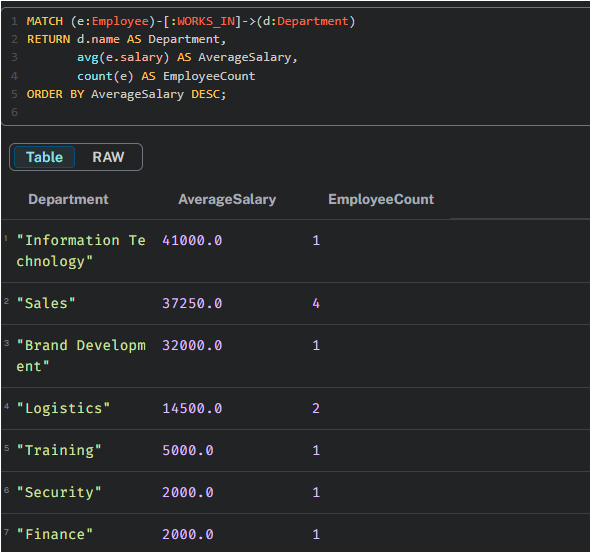 1 MATCH (e:Employee)-[:WORKS_IN]->(d:Department)
2 RETURN d.name AS Department,
3 avg(e.salary) AS AverageSalary,
4 count(e) AS EmployeeCount
5 ORDER BY AverageSalary DESC;
6
Table RAW
Department AverageSalary EmployeeCount
1 "Information Te 41000.0 1
chnology"
2 "Sales" 37250.0 4
3 "Brand Developm 32000.0 1
ent"
4 "Logistics" 14500.0 2
5 "Training" 5000.0 1
6 "Security" 2000.0 1
7 "Finance" 2000.0 1